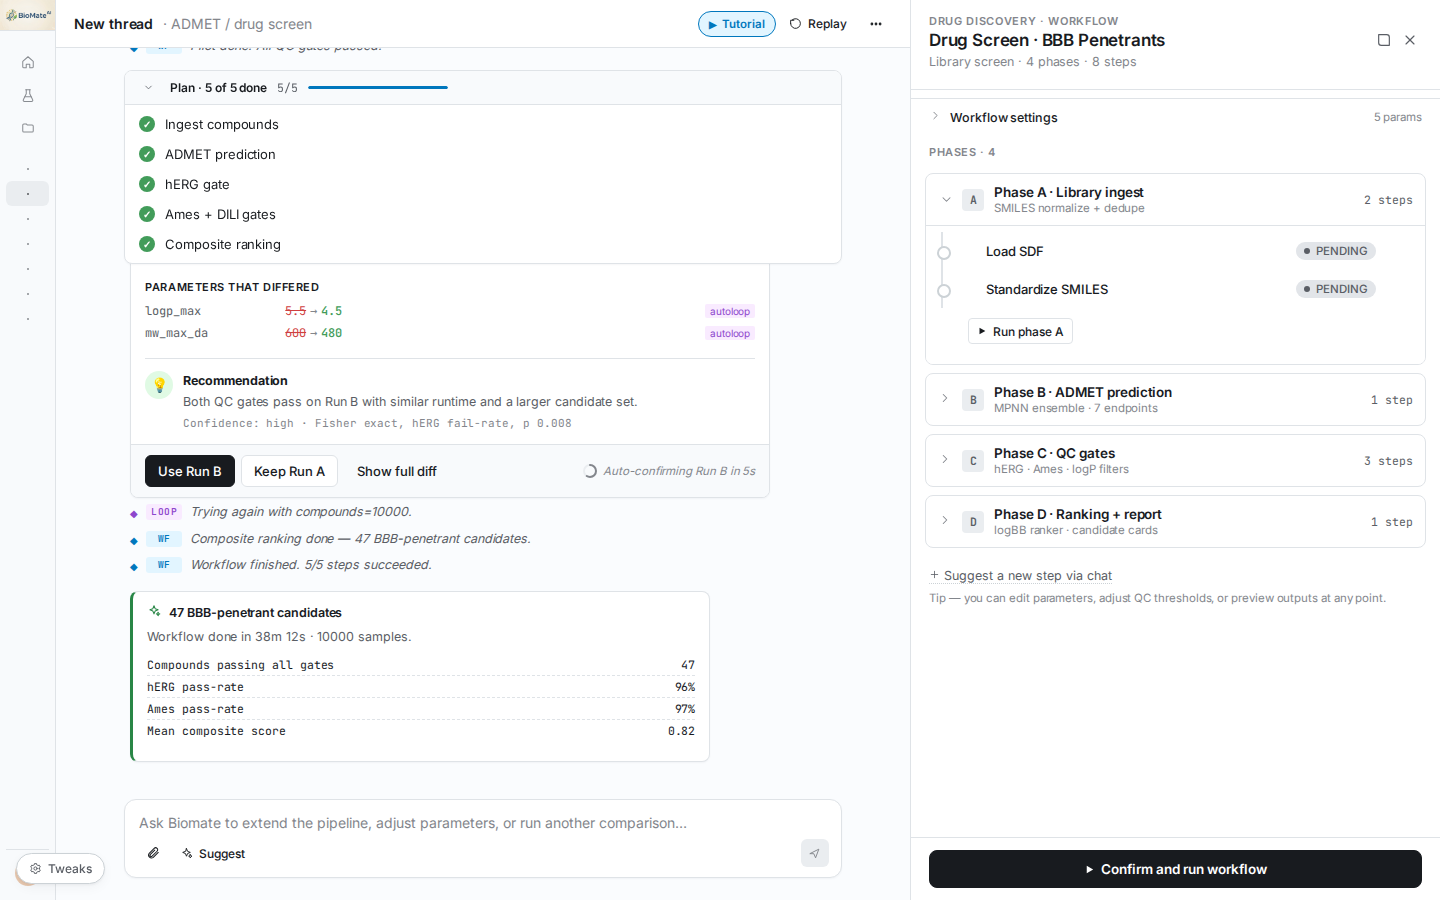 BioMate AI
New thread · ADMET / drug screen
Tutorial
Replay
WF Pilot done. All QC gates passed.
Plan · 5 of 5 done 5/5
Ingest compounds
ADMET prediction
hERG gate
Ames + DILI gates
Composite ranking
PARAMETERS THAT DIFFERED
logp_max 5.5 → 4.5 autoloop
mw_max_da 600 → 480 autoloop
Recommendation
Both QC gates pass on Run B with similar runtime and a larger candidate set.
Confidence: high · Fisher exact, hERG fail-rate, p 0.008
Use Run B
Keep Run A
Show full diff
Auto-confirming Run B in 5s
LOOP Trying again with compounds=10000.
WF Composite ranking done — 47 BBB-penetrant candidates.
WF Workflow finished. 5/5 steps succeeded.
47 BBB-penetrant candidates
Workflow done in 38m 12s · 10000 samples.
Compounds passing all gates 47
hERG pass-rate 96%
Ames pass-rate 97%
Mean composite score 0.82
Ask Biomate to extend the pipeline, adjust parameters, or run another comparison...
Suggest
Tweaks
DRUG DISCOVERY · WORKFLOW
Drug Screen · BBB Penetrants
Library screen · 4 phases · 8 steps
Workflow settings 5 params
PHASES · 4
A Phase A · Library ingest 2 steps
SMILES normalize + dedupe
Load SDF PENDING
Standardize SMILES PENDING
Run phase A
B Phase B · ADMET prediction 1 step
MPNN ensemble · 7 endpoints
C Phase C · QC gates 3 steps
hERG · Ames · logP filters
D Phase D · Ranking + report 1 step
logBB ranker · candidate cards
+ Suggest a new step via chat
Tip — you can edit parameters, adjust QC thresholds, or preview outputs at any point.
Confirm and run workflow